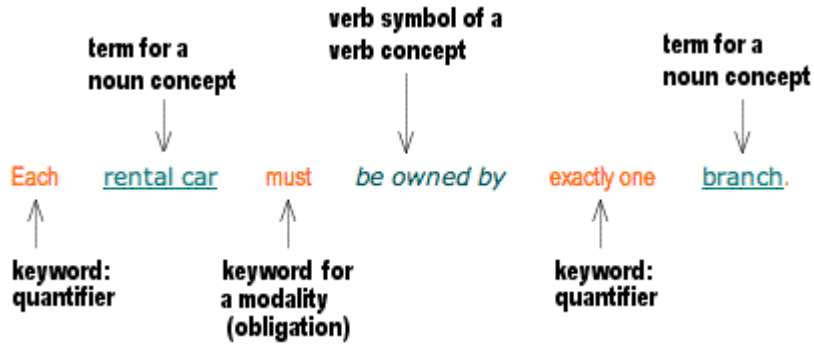 verb symbol of a
verb concept
term for a
noun concept
term for a
noun concept
Each rental car must be owned by exactly one branch.
keyword:
quantifier
keyword for
a modality
(obligation)
keyword:
quantifier